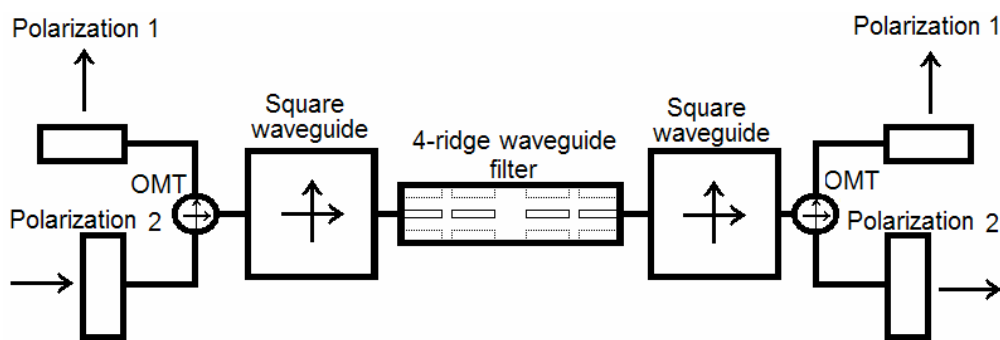 Polarization 1
Square
waveguide
4-ridge waveguide
filter
OMT
Polarization 2
Polarization 1
Square
waveguide
OMT
Polarization 2